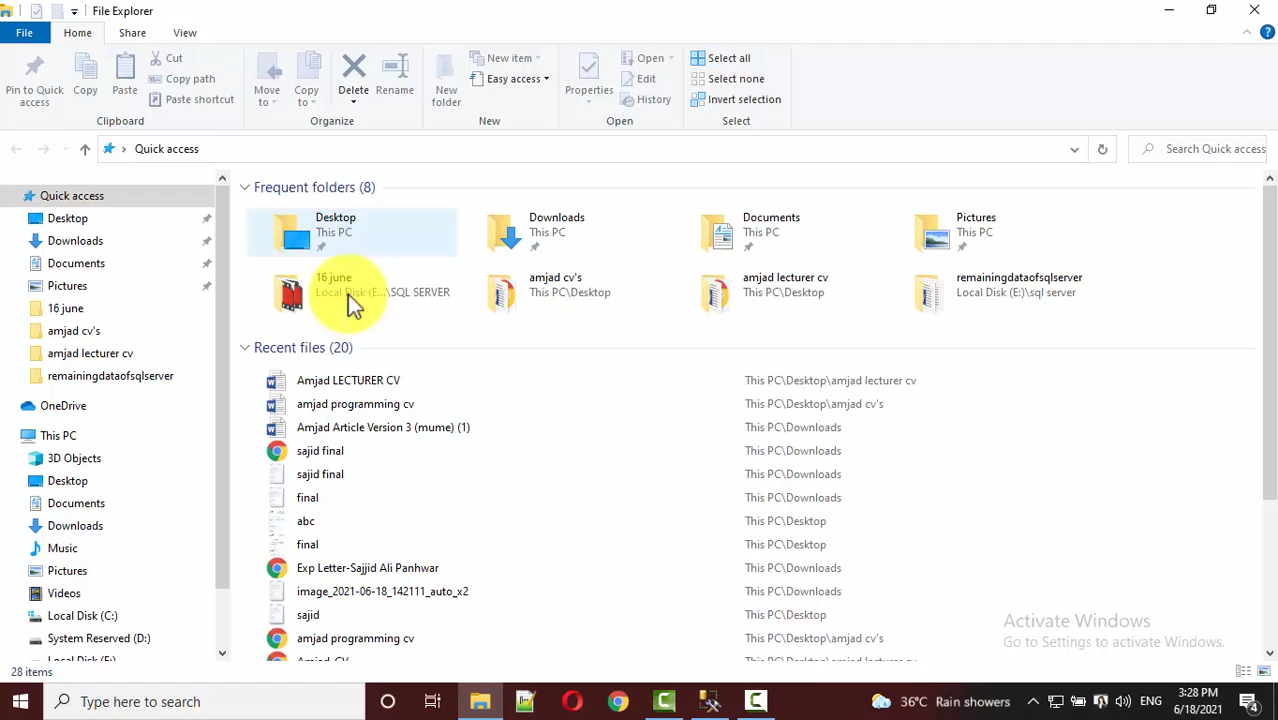 File Explorer
File Home Share View
Pin to Quick access
Copy
Paste
Cut
Copy path
Paste shortcut
Clipboard
Move to
Copy to
Delete
Rename
Organize
New folder
New item
Easy access
New
Properties
Open
Edit
History
Open
Select all
Select none
Invert selection
Select
Quick access
Search Quick access
Quick access
Desktop
Downloads
Documents
Pictures
16 june
amjad cv's
amjad lecturer cv
remainingdataofsqlserver
OneDrive
This PC
3D Objects
Desktop
Documents
Downloads
Music
Pictures
Videos
Local Disk (C:)
System Reserved (D:)
Frequent folders (8)
Desktop
This PC
Downloads
This PC
Documents
This PC
Pictures
This PC
16 june
Local Disk (E...\SQL SERVER
amjad cv's
This PC\Desktop
amjad lecturer cv
This PC\Desktop
remainingdataofsqlserver
Local Disk (E:)\sql server
Recent files (20)
Amjad LECTURER CV This PC\Desktop\amjad lecturer cv
amjad programming cv This PC\Desktop\amjad cv's
Amjad Article Version 3 (mume) (1) This PC\Downloads
sajid final This PC\Downloads
sajid final This PC\Downloads
final This PC\Downloads
abc This PC\Desktop
final This PC\Desktop
Exp Letter-Sajjid Ali Panhwar This PC\Downloads
image_2021-06-18_142111_auto_x2 This PC\Downloads
sajid This PC\Desktop
amjad programming cv This PC\Desktop\amjad cv's
Activate Windows
Go to Settings to activate Windows.
28 items
Type here to search
36°C Rain showers
ENG
3:28 PM
6/18/2021
4